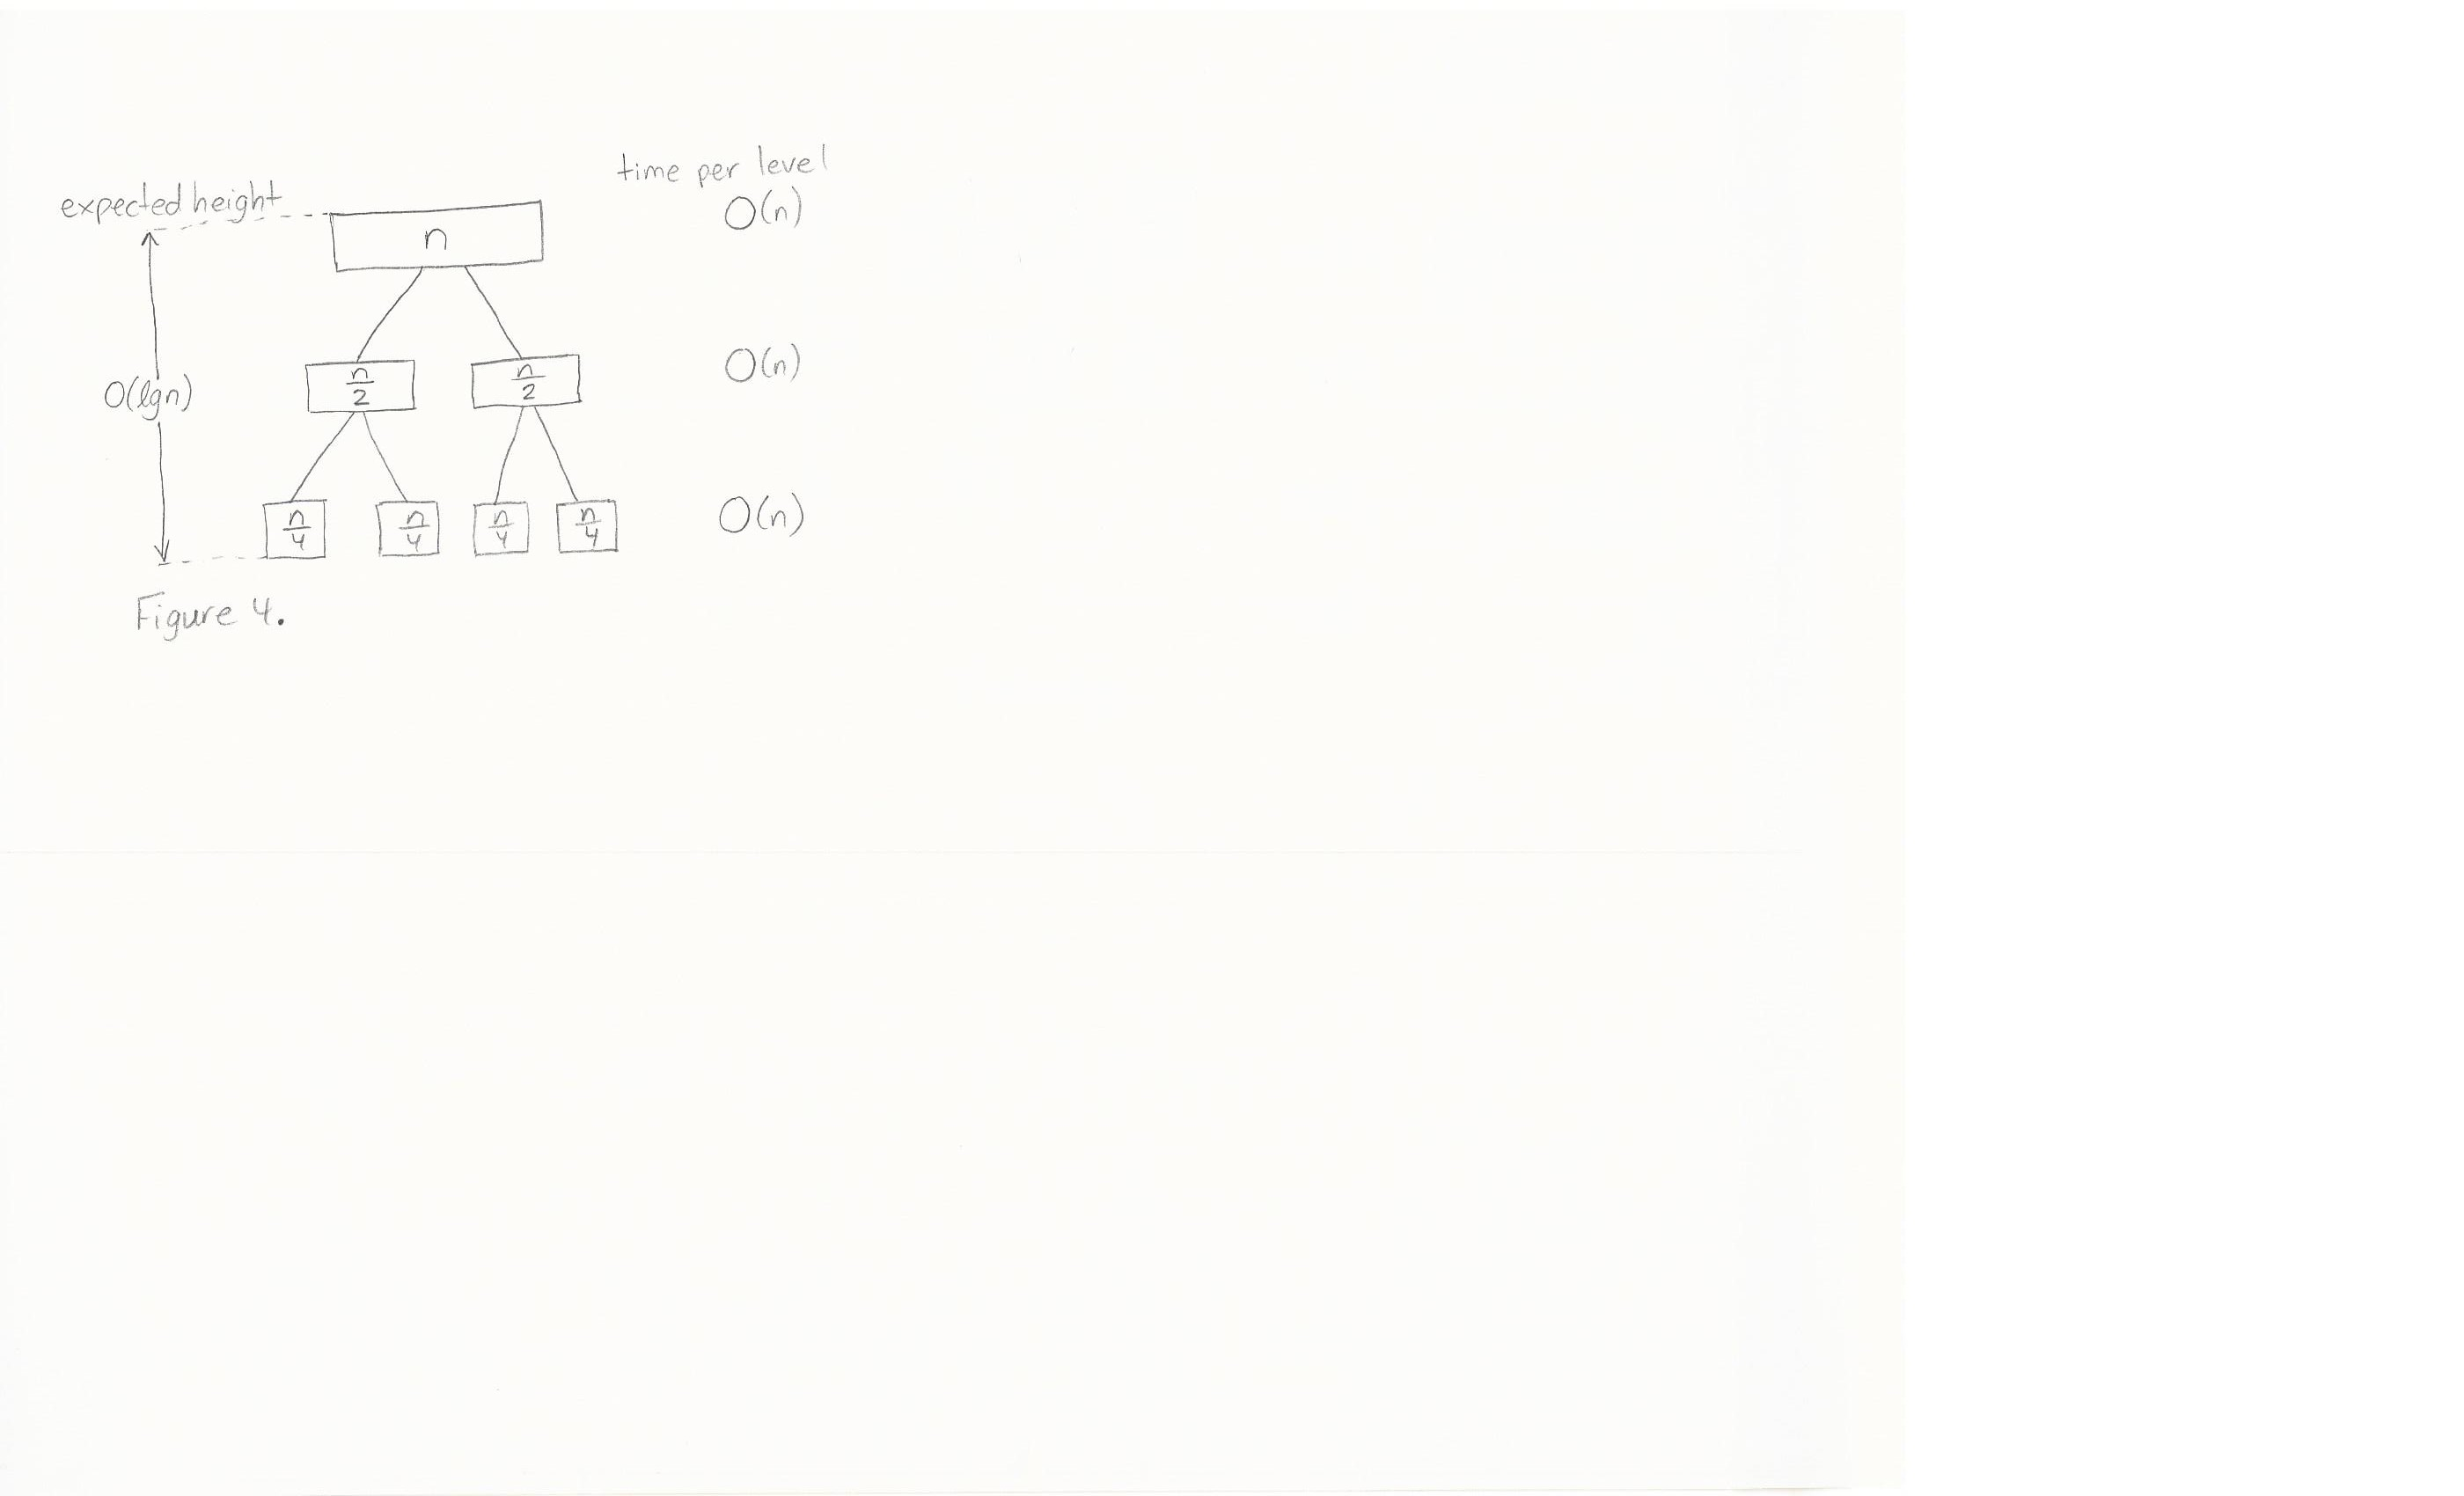 time per level
expected height
O(n)
n
n/2
n/2
O(n)
O(lgn)
n/4
n/4
n/4
n/4
O(n)
Figure 4.